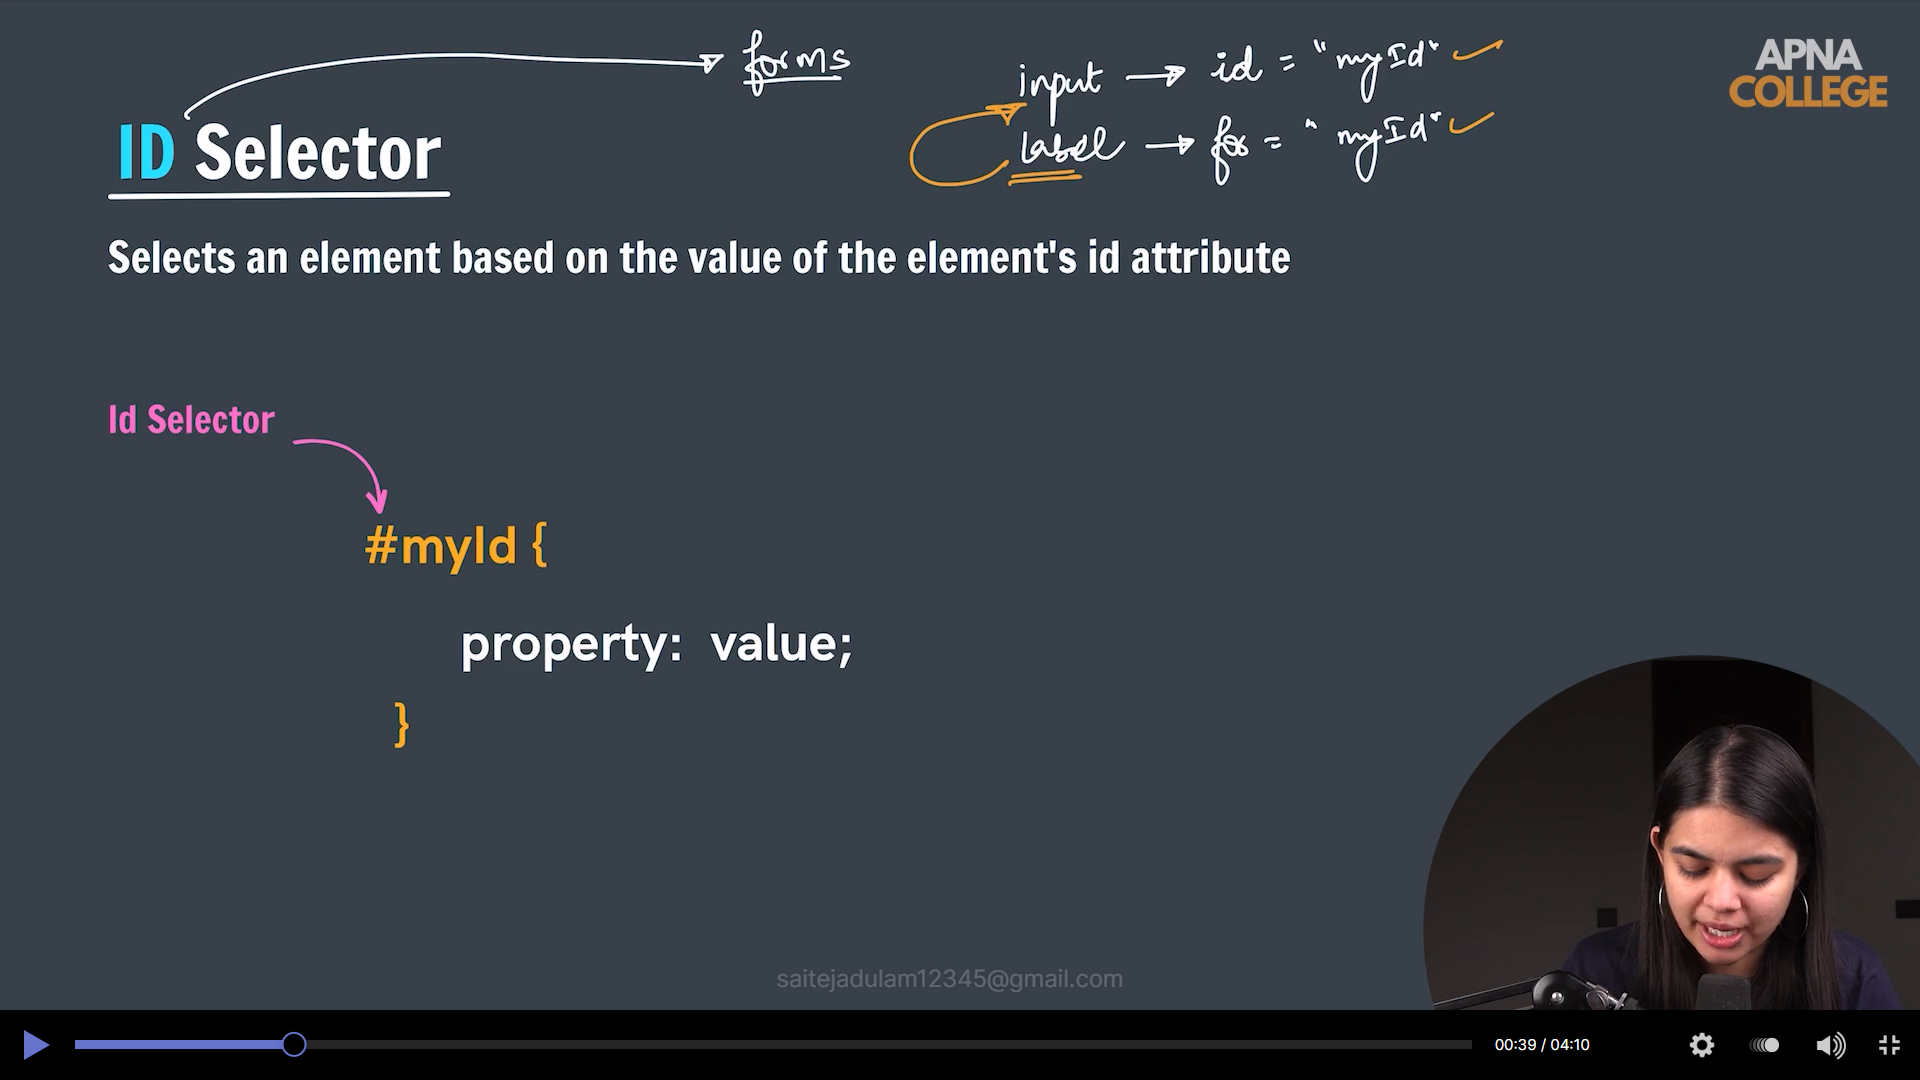 forms
input → id = "myId" ✓
label → for = "myId" ✓
APNA
COLLEGE
ID Selector
Selects an element based on the value of the element's id attribute
Id Selector
#myId {
property: value;
}
saitejadulam12345@gmail.com
00:39 / 04:10